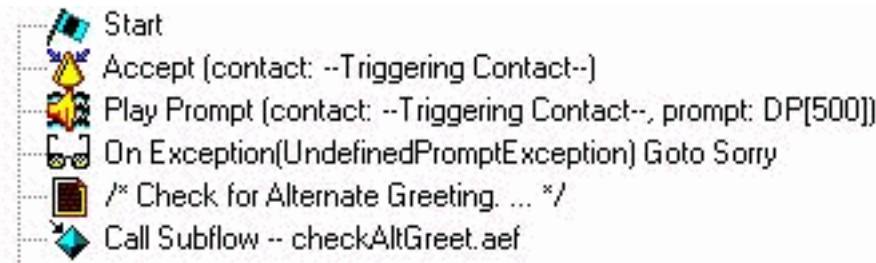 Start
Accept (contact: --Triggering Contact--)
Play Prompt (contact: --Triggering Contact--, prompt: DP[500])
On Exception(UndefinedPromptException) Goto Sorry
/* Check for Alternate Greeting. ... */
Call Subflow -- checkAltGreet.aef